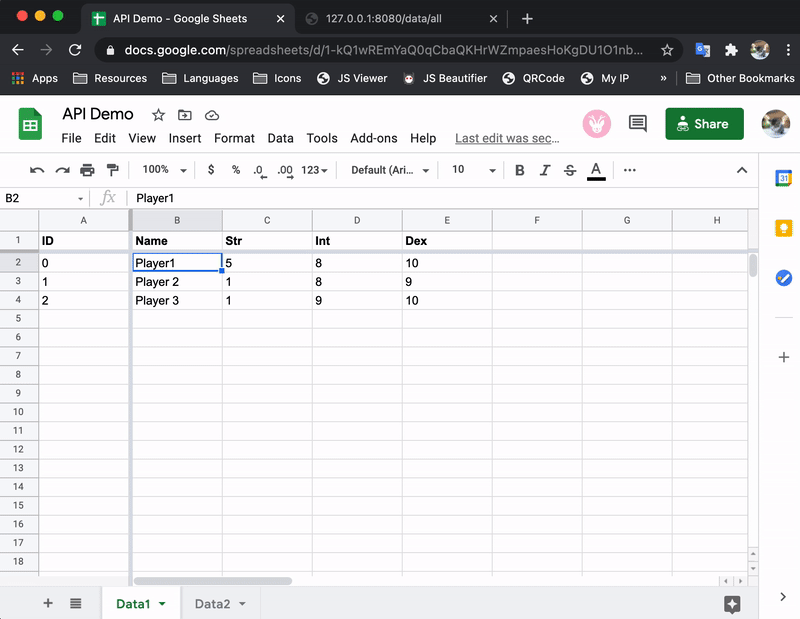 API Demo - Google Sheets
127.0.0.1:8080/data/all
docs.google.com/spreadsheets/d/1-kQ1wREmYaQ0qCbaQKHrWZmpaesHoKgDU1O1nb...
Apps Resources Languages Icons JS Viewer JS Beautifier QRCode My IP » Other Bookmarks
API Demo
File Edit View Insert Format Data Tools Add-ons Help Last edit was sec...
Share
100% $ % .0 .00 123 Default (Ari... 10 B I S A
B2 fx Player1
A B C D E F G H
1 ID Name Str Int Dex
2 0 Player1 5 8 10
3 1 Player 2 1 8 9
4 2 Player 3 1 9 10
5
6
7
8
9
10
11
12
13
14
15
16
17
18
31
Data1 Data2